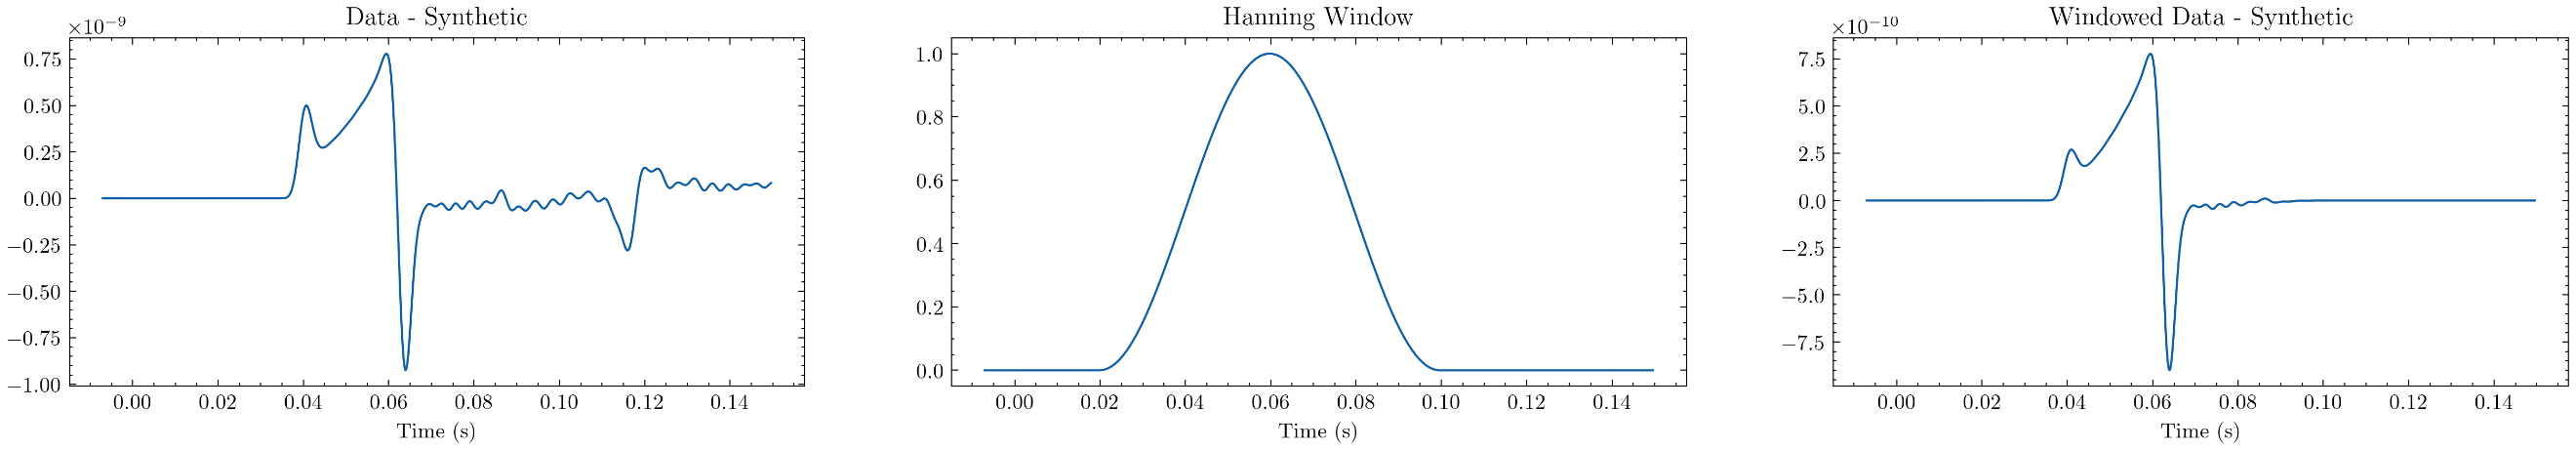 Data - Synthetic
×10⁻⁹
0.75
0.50
0.25
0.00
−0.25
−0.50
−0.75
−1.00
0.00 0.02 0.04 0.06 0.08 0.10 0.12 0.14
Time (s)
Hanning Window
1.0
0.8
0.6
0.4
0.2
0.0
0.00 0.02 0.04 0.06 0.08 0.10 0.12 0.14
Time (s)
Windowed Data - Synthetic
×10⁻¹⁰
7.5
5.0
2.5
0.0
−2.5
−5.0
−7.5
0.00 0.02 0.04 0.06 0.08 0.10 0.12 0.14
Time (s)